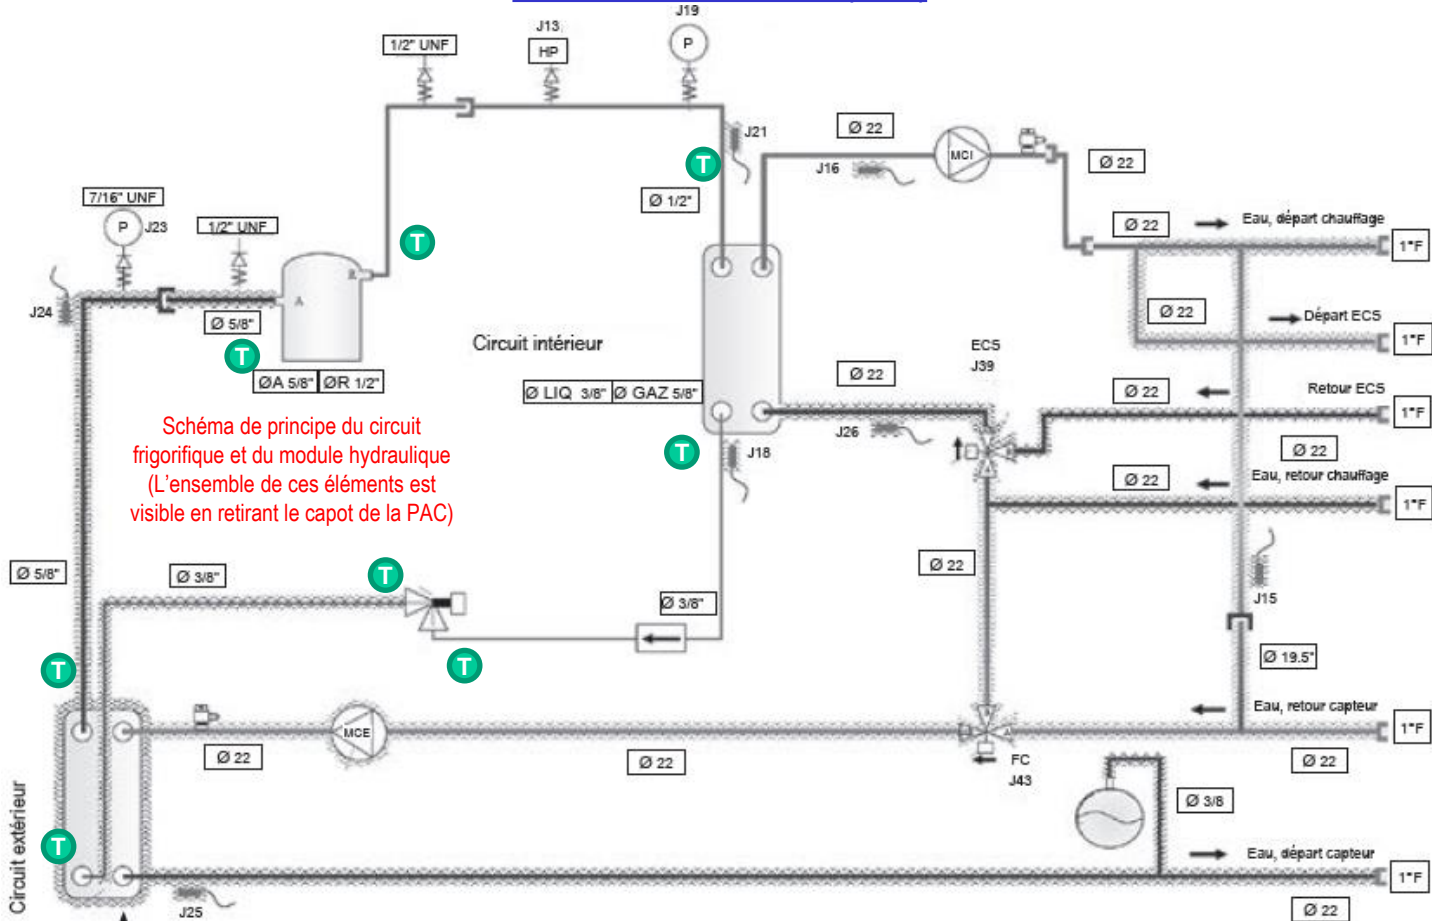 J19
J13
1/2" UNF
HP
P
J21
Ø 22
MCI
J16
T
Ø 22
7/16" UNF
Ø 1/2"
P
J23
1/2" UNF
Ø 22
Eau, départ chauffage
1"F
T
A
R
J24
Ø 5/8"
Ø 22
Départ ECS
1"F
Circuit intérieur
T
ECS
J39
ØA 5/8"
ØR 1/2"
Ø LIQ 3/8"
Ø GAZ 5/8"
Ø 22
Ø 22
Retour ECS
1"F
Schéma de principe du circuit
frigorifique et du module hydraulique
(L'ensemble de ces éléments est
visible en retirant le capot de la PAC)
J26
T
J18
Ø 22
Ø 22
Eau, retour chauffage
1"F
Ø 5/8"
Ø 3/8"
T
Ø 22
Ø 3/8"
J15
T
T
Ø 19.5"
Eau, retour capteur
1"F
MCE
Ø 22
Ø 22
FC
J43
Ø 22
Circuit extérieur
Ø 3/8
T
Eau, départ capteur
1"F
J25
Ø 22